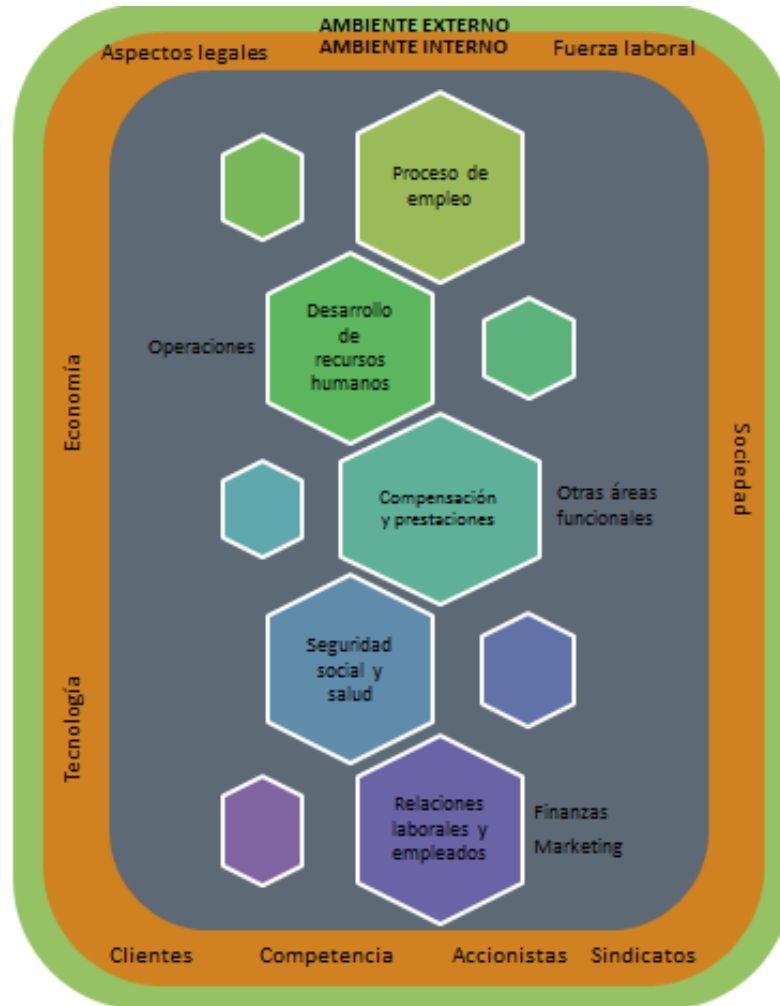 AMBIENTE EXTERNO
AMBIENTE INTERNO
Aspectos legales
Fuerza laboral
Proceso de
empleo
Desarrollo
de
recursos
humanos
Operaciones
Economía
Sociedad
Compensación
y prestaciones
Otras áreas
funcionales
Seguridad
social y
salud
Tecnología
Relaciones
laborales y
empleados
Finanzas
Marketing
Clientes
Competencia
Accionistas
Sindicatos